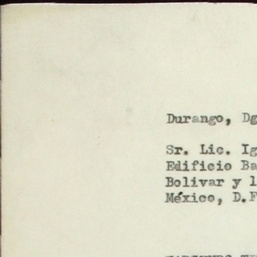 Durango, Dg
Sr. Lic. Ig
Edificio Ba
Bolivar y l
México, D.F